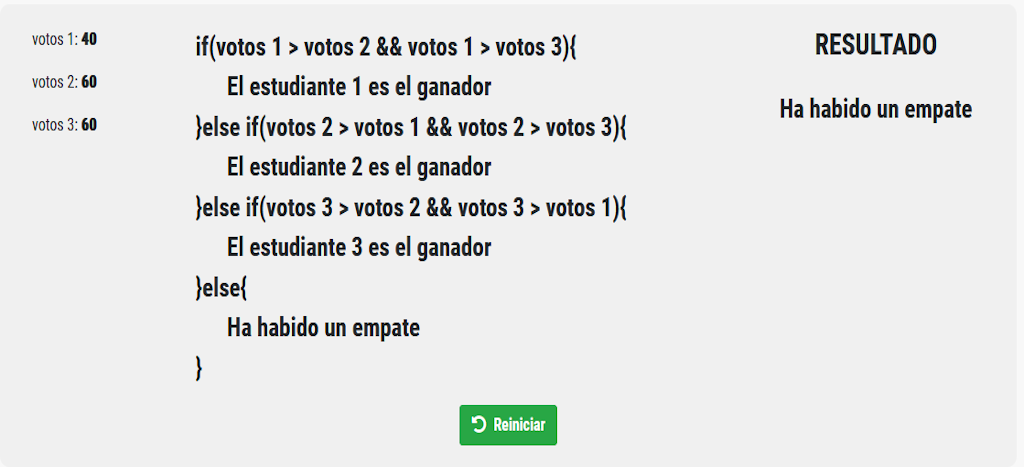 votos 1: 40
votos 2: 60
votos 3: 60
if(votos 1 > votos 2 && votos 1 > votos 3){
El estudiante 1 es el ganador
}else if(votos 2 > votos 1 && votos 2 > votos 3){
El estudiante 2 es el ganador
}else if(votos 3 > votos 2 && votos 3 > votos 1){
El estudiante 3 es el ganador
}else{
Ha habido un empate
}
RESULTADO
Ha habido un empate
Reiniciar